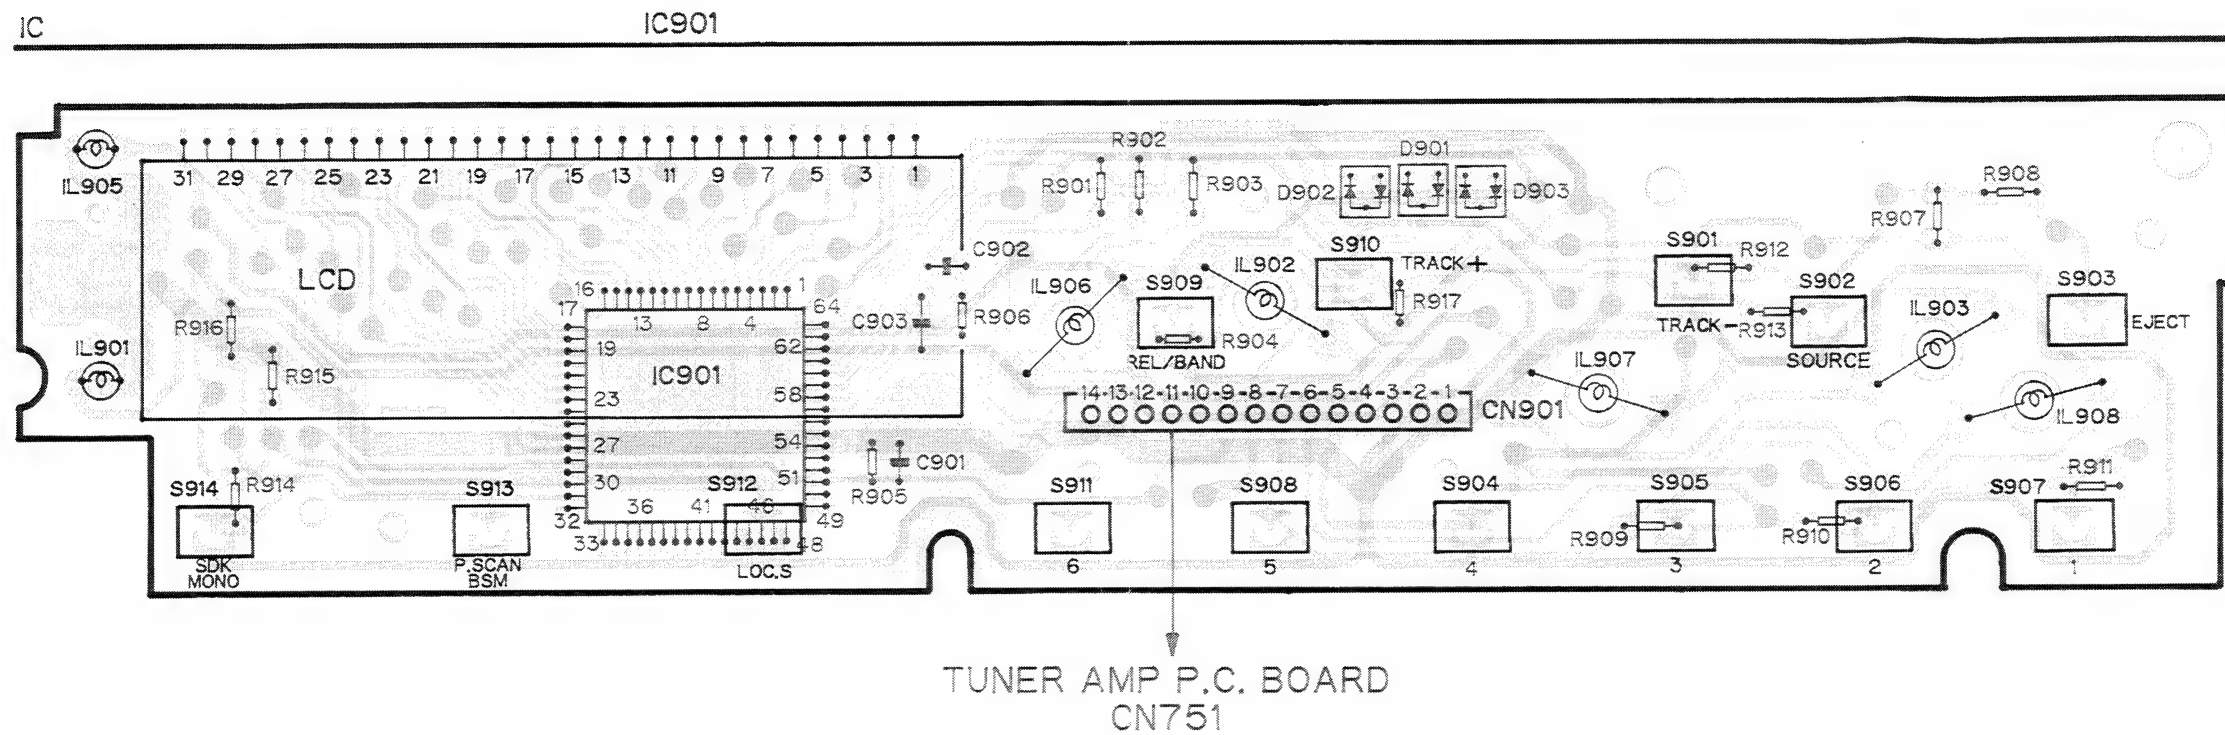 IC
IC901
IL905
31 29 27 25 23 21 19 17 15 13 11 9 7 5 3 1
R902
R901
R903
D901
D902
D903
R908
R907
LCD
C902
S910
TRACK+
S901
R912
IL906
S909
IL902
R917
S902
IL903
S903
EJECT
16
1
17
64
13 8 4
R916
C903
R906
R904
TRACK-
R913
19
62
IL901
REL/BAND
SOURCE
IL907
R915
IC901
23
58
14-13-12-11-10-9-8-7-6-5-4-3-2-1
CN901
IL908
27
54
C901
R905
30
51
S914
R914
S913
S912
S911
S908
S904
S905
S906
S907
R911
36 41 46
32
49
33
48
R909
R910
SDK
MONO
P.SCAN
BSM
LOC.S
6
5
4
3
2
1
TUNER AMP P.C. BOARD
CN751